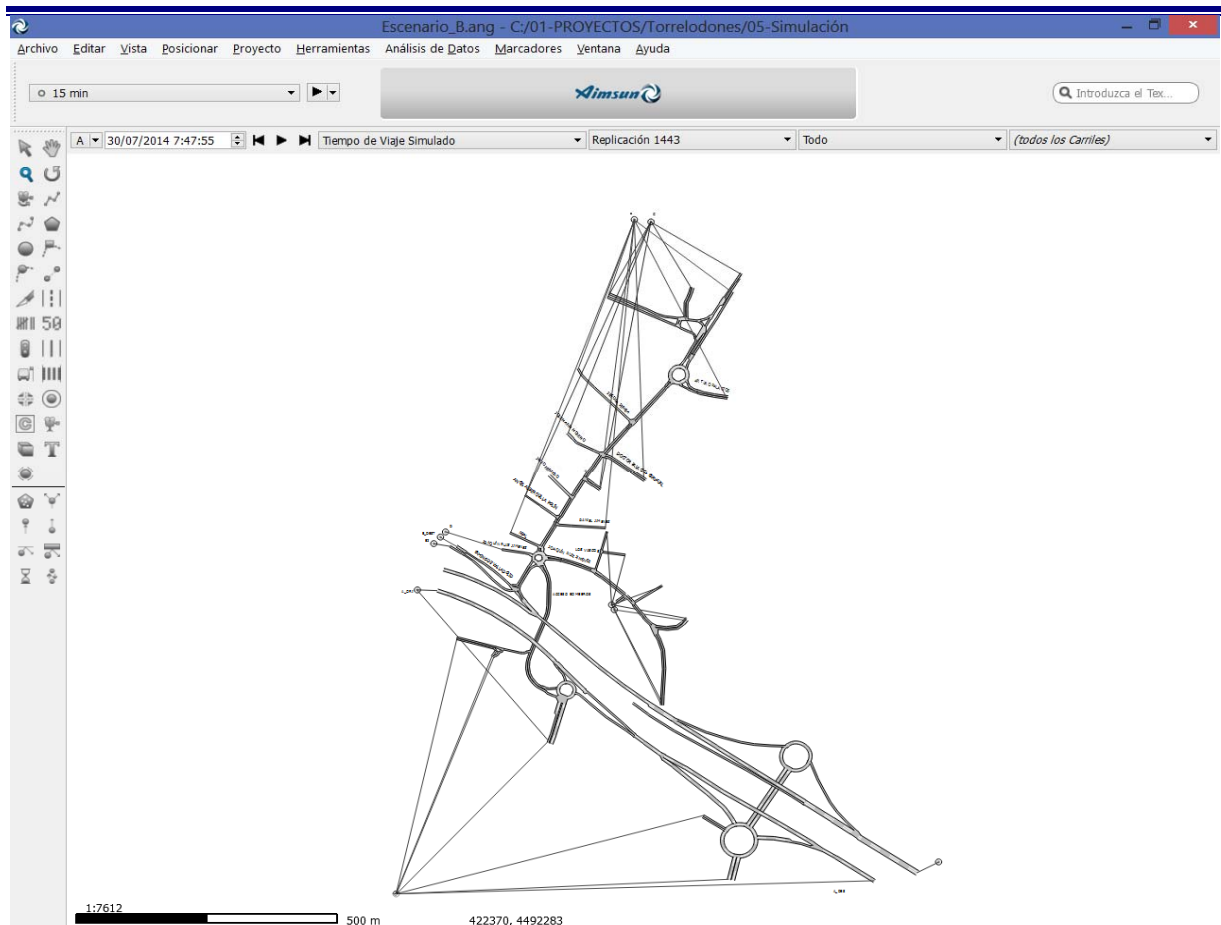 Escenario_B.ang - C:/01-PROYECTOS/Torrelodones/05-Simulación
Archivo Editar Vista Posicionar Proyecto Herramientas Análisis de Datos Marcadores Ventana Ayuda
15 min
Aimsun
Introduzca el Tex...
A 30/07/2014 7:47:55 Tiempo de Viaje Simulado Replicación 1443 Todo (todos los Carriles)
50
1:7612
500 m
422370, 4492283